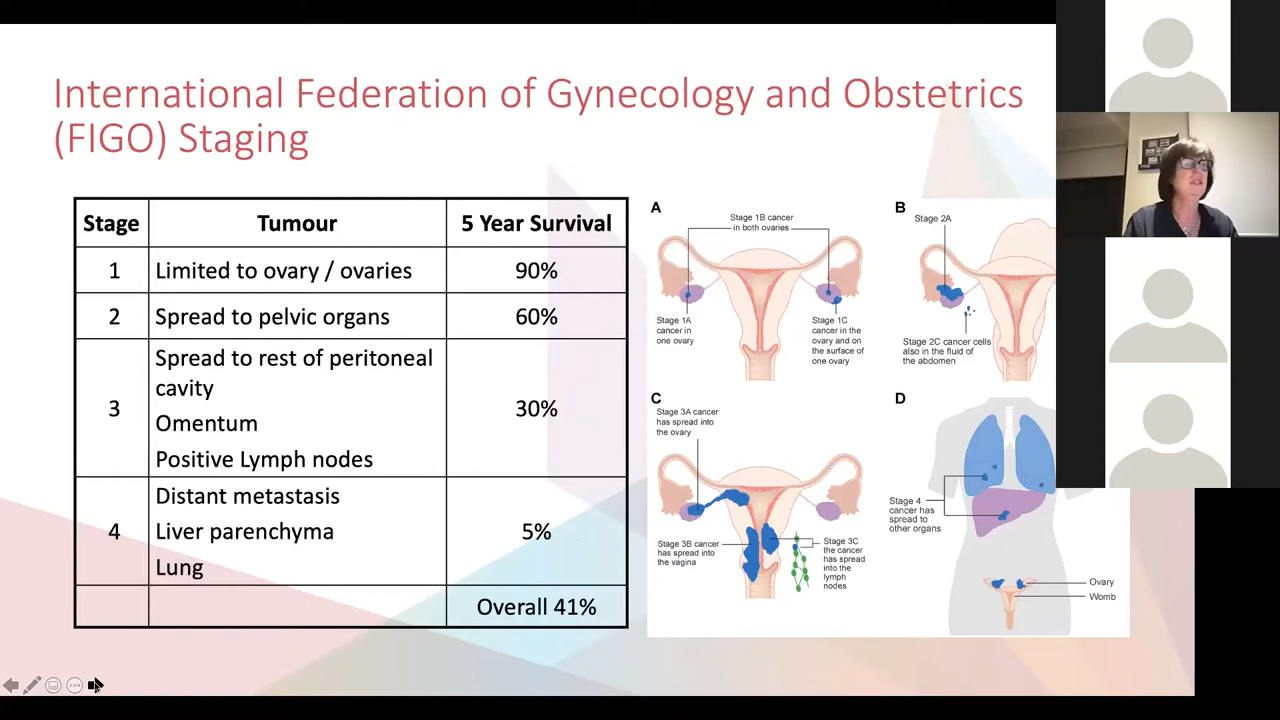 International Federation of Gynecology and Obstetrics
(FIGO) Staging
Stage Tumour 5 Year Survival
1 Limited to ovary / ovaries 90%
2 Spread to pelvic organs 60%
Spread to rest of peritoneal
cavity
3 30%
Omentum
Positive Lymph nodes
Distant metastasis
4 Liver parenchyma 5%
Lung
Overall 41%
A
Stage 1B cancer
in both ovaries
Stage 1A
cancer in
one ovary
Stage 1C
cancer in the
ovary and on
the surface of
one ovary
B
Stage 2A
Stage 2C cancer cells
also in the fluid of
the abdomen
C
Stage 3A cancer
has spread into
the ovary
Stage 3B cancer
has spread into
the vagina
Stage 3C
the cancer
has spread
into the
lymph
nodes
D
Stage 4
cancer has
spread to
other organs
Ovary
Womb